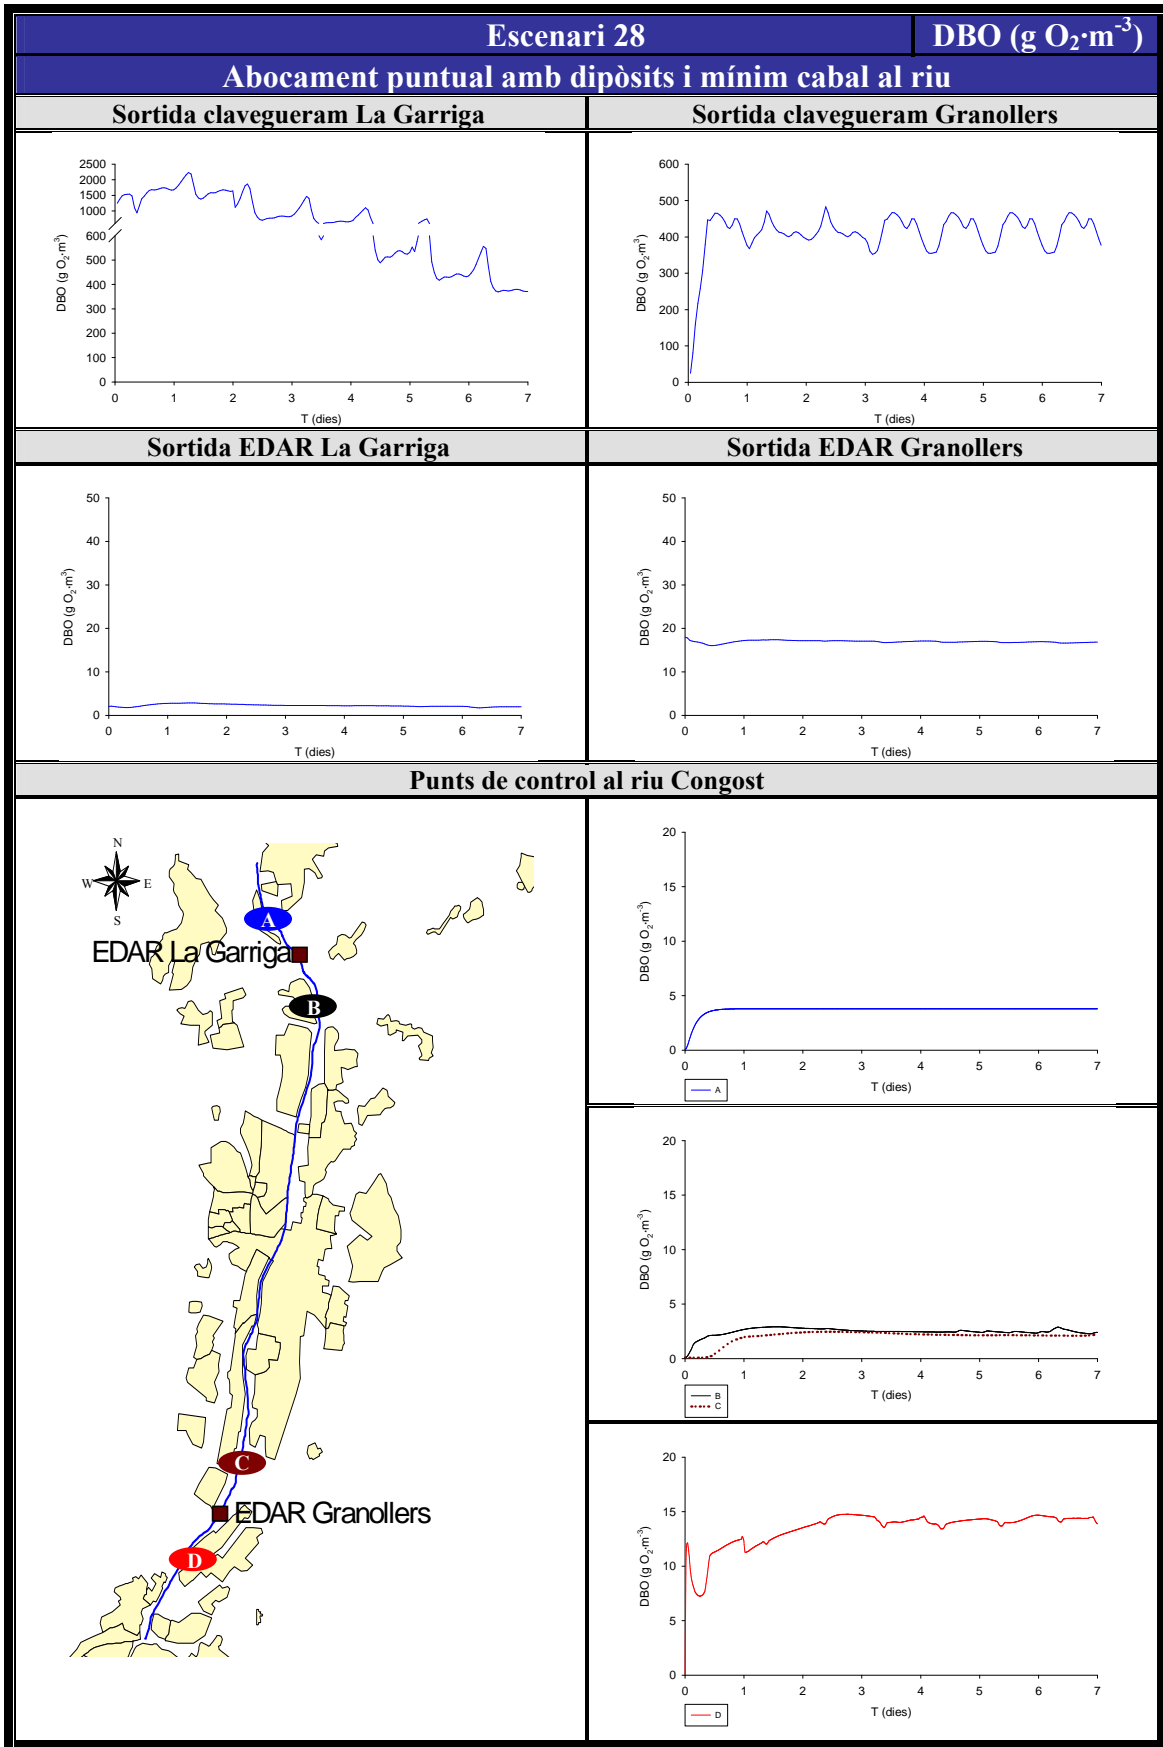 Escenari 28
DBO (g O₂·m⁻³)
Abocament puntual amb dipòsits i mínim cabal al riu
Sortida clavegueram La Garriga
Sortida clavegueram Granollers
2500
2000
1500
1000
600
500
400
300
200
100
0
DBO (g O₂·m³)
0 1 2 3 4 5 6 7
T (dies)
600
500
400
300
200
100
0
DBO (g O₂·m³)
0 1 2 3 4 5 6 7
T (dies)
Sortida EDAR La Garriga
Sortida EDAR Granollers
50
40
30
20
10
0
DBO (g O₂·m³)
0 1 2 3 4 5 6 7
T (dies)
50
40
30
20
10
0
DBO (g O₂·m³)
0 1 2 3 4 5 6 7
T (dies)
Punts de control al riu Congost
N
W
E
S
A
EDAR La Garriga
B
C
EDAR Granollers
D
20
15
10
5
0
DBO (g O₂·m⁻³)
0 1 2 3 4 5 6 7
T (dies)
A
20
15
10
5
0
DBO (g O₂·m⁻³)
0 1 2 3 4 5 6 7
T (dies)
B
C
20
15
10
5
0
DBO (g O₂·m⁻³)
0 1 2 3 4 5 6 7
T (dies)
D